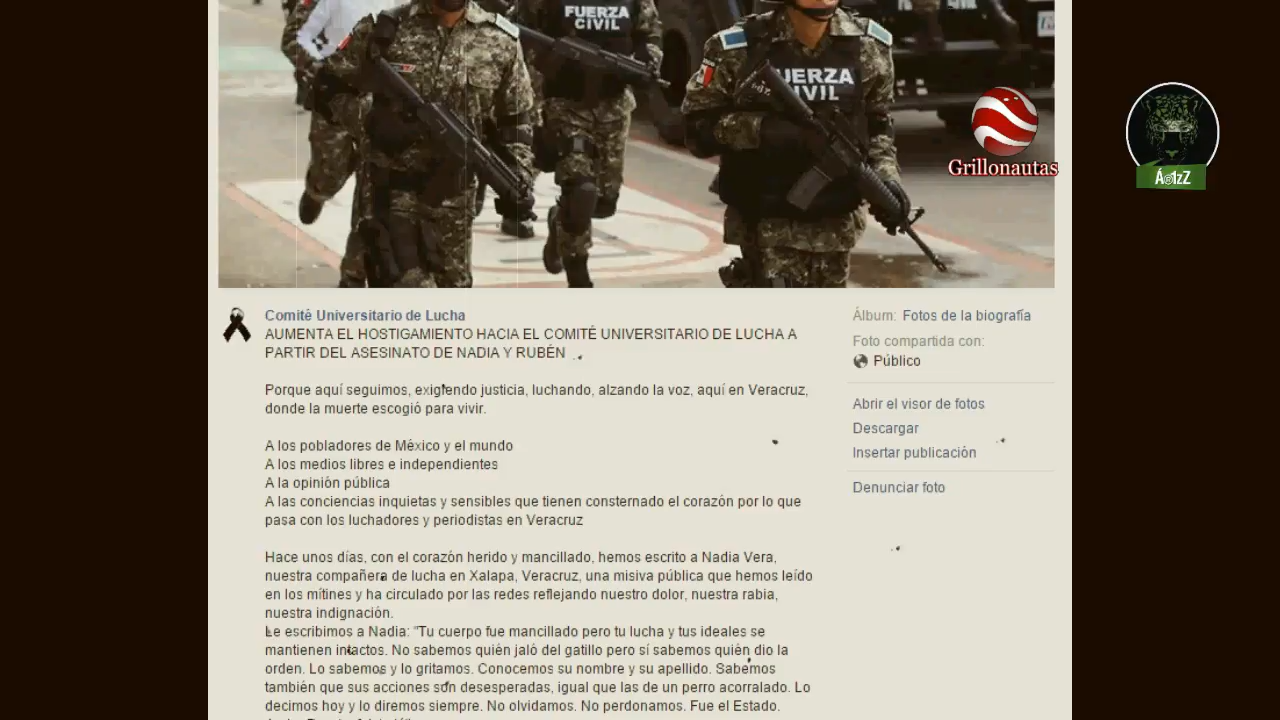 FUERZA
CIVIL
FUERZA
CIVIL
Grillonautas
Á@1zZ
Comité Universitario de Lucha
AUMENTA EL HOSTIGAMIENTO HACIA EL COMITÉ UNIVERSITARIO DE LUCHA A
PARTIR DEL ASESINATO DE NADIA Y RUBÉN
Porque aquí seguimos, exigiendo justicia, luchando, alzando la voz, aquí en Veracruz,
donde la muerte escogió para vivir.
A los pobladores de México y el mundo
A los medios libres e independientes
A la opinión pública
A las conciencias inquietas y sensibles que tienen consternado el corazón por lo que
pasa con los luchadores y periodistas en Veracruz
Hace unos días, con el corazón herido y mancillado, hemos escrito a Nadia Vera,
nuestra compañera de lucha en Xalapa, Veracruz, una misiva pública que hemos leído
en los mítines y ha circulado por las redes reflejando nuestro dolor, nuestra rabia,
nuestra indignación.
Le escribimos a Nadia: "Tu cuerpo fue mancillado pero tu lucha y tus ideales se
mantienen intactos. No sabemos quién jaló del gatillo pero sí sabemos quién dio la
orden. Lo sabemos y lo gritamos. Conocemos su nombre y su apellido. Sabemos
también que sus acciones son desesperadas, igual que las de un perro acorralado. Lo
decimos hoy y lo diremos siempre. No olvidamos. No perdonamos. Fue el Estado.
Álbum: Fotos de la biografía
Foto compartida con:
Público
Abrir el visor de fotos
Descargar
Insertar publicación
Denunciar foto